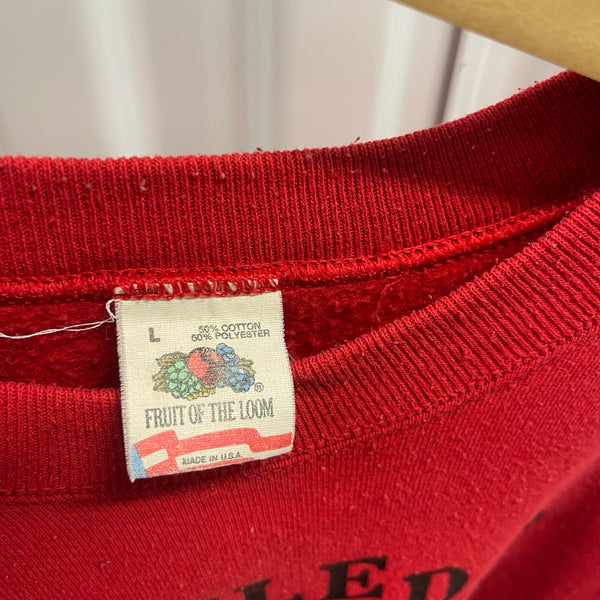 L
50% COTTON
50% POLYESTER
®
FRUIT OF THE LOOM
MADE IN U.S.A.